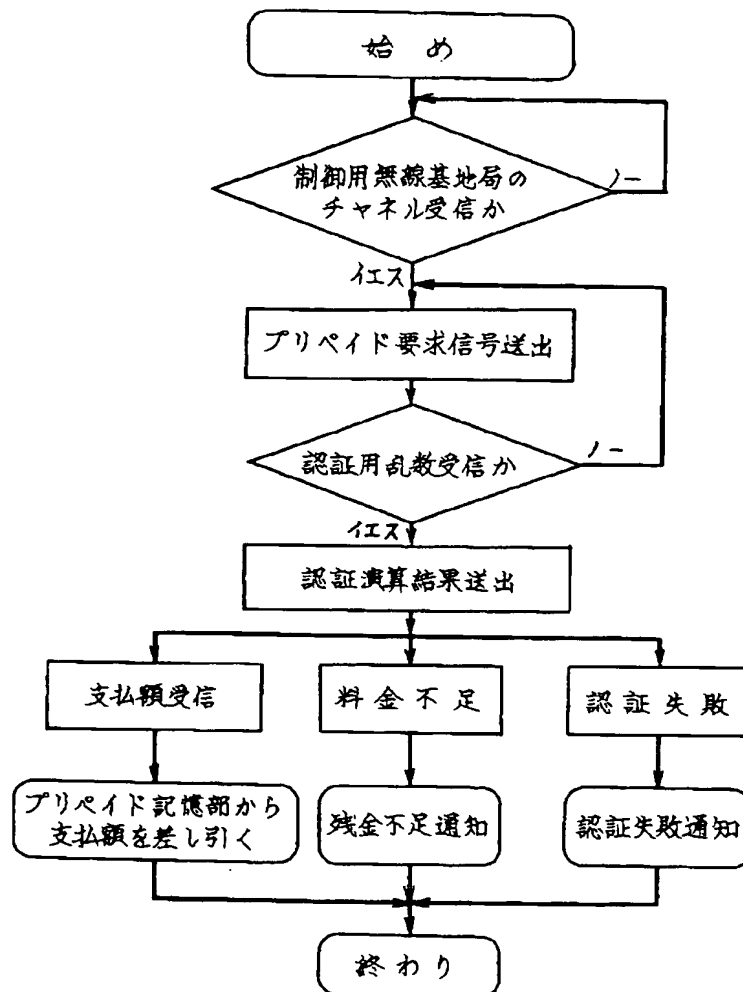 始め
制御用無線基地局の
チャネル受信か
ノー
イエス
プリペイド要求信号送出
認証用乱数受信か
ノー
イエス
認証演算結果送出
支払額受信
料金不足
認証失敗
プリペイド記憶部から
支払額を差し引く
残金不足通知
認証失敗通知
終わり